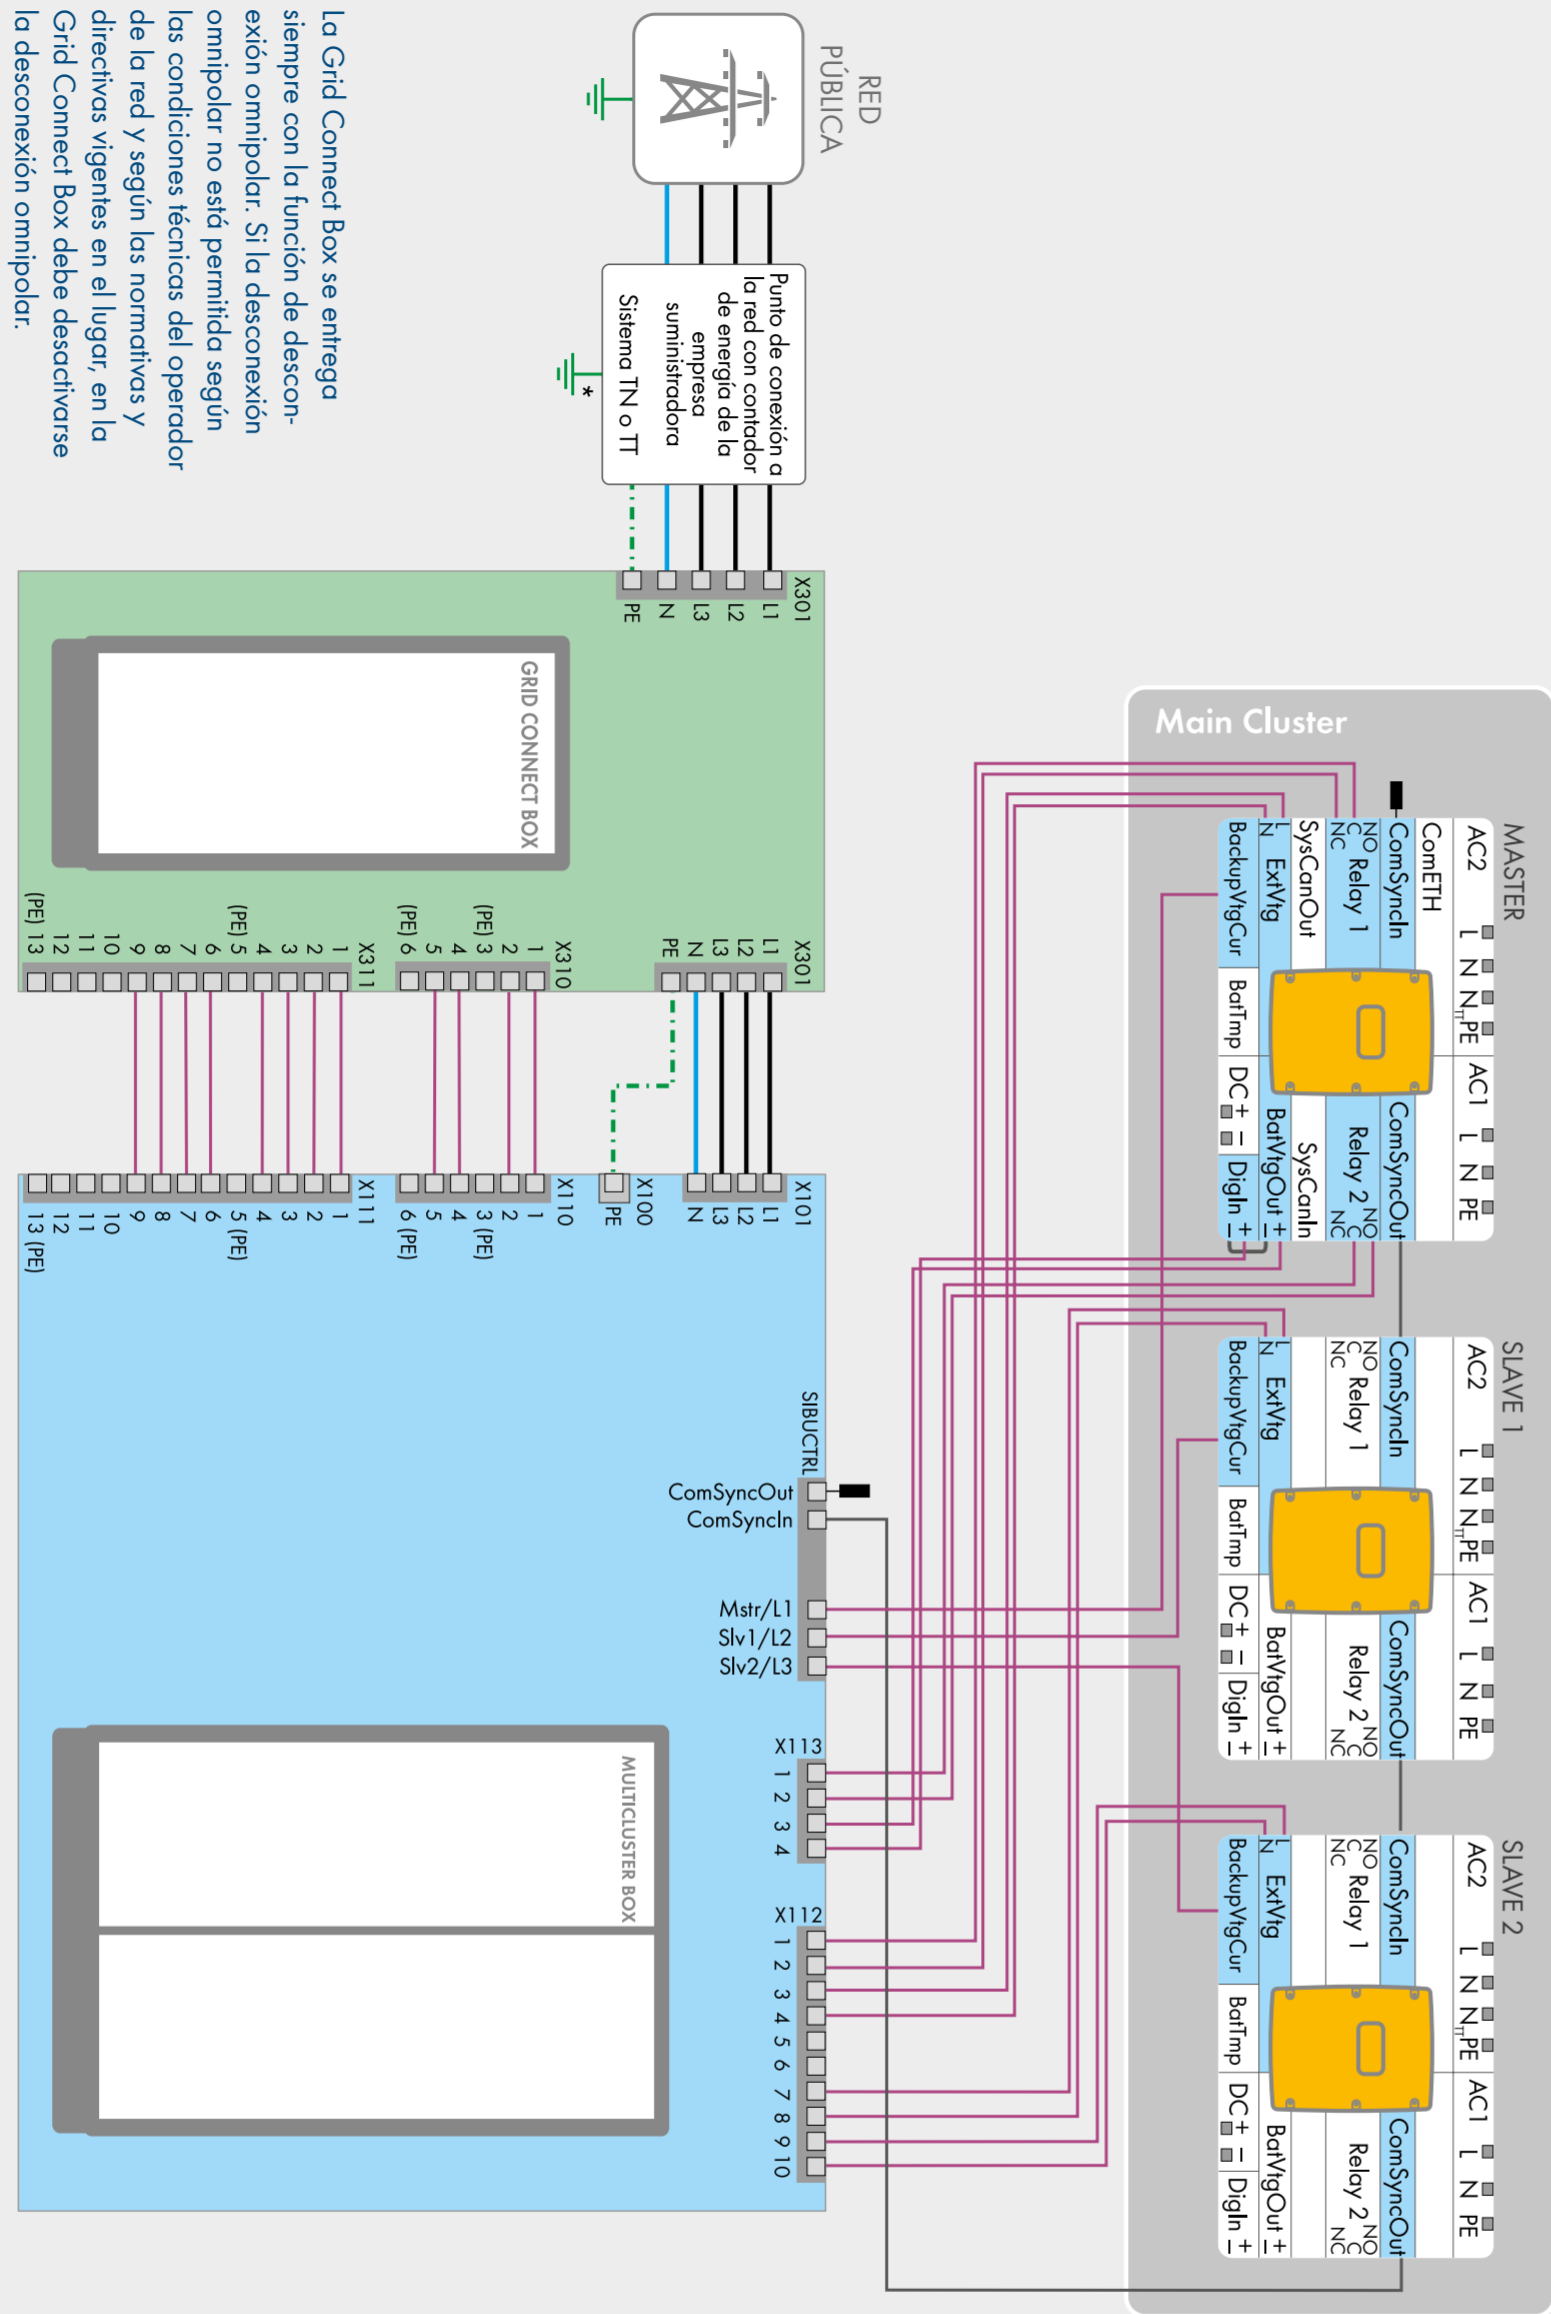 RED
PÚBLICA
Punto de conexión a
la red con contador
de energía de la
empresa
suministradora
Sistema TN o TT
*
La Grid Connect Box se entrega
siempre con la función de descon-
exión omnipolar. Si la desconexión
omnipolar no está permitida según
las condiciones técnicas del operador
de la red y según las normativas y
directivas vigentes en el lugar, en la
Grid Connect Box debe desactivarse
la desconexión omnipolar.
X301
L1
L2
L3
N
PE
GRID CONNECT BOX
X301
L1
L2
L3
N
PE
X310
1
2
(PE) 3
4
5
(PE) 6
X311
1
2
3
4
(PE) 5
6
7
8
9
10
11
12
(PE) 13
X101
L1
L2
L3
N
X100
PE
X110
1
2
3 (PE)
4
5
6 (PE)
X111
1
2
3
4
5 (PE)
6
7
8
9
10
11
12
13 (PE)
SIBUCTRL
ComSyncOut
ComSyncIn
Mstr/L1
Slv1/L2
Slv2/L3
X113
1
2
3
4
X112
1
2
3
4
5
6
7
8
9
10
MULTICLUSTER BOX
Main Cluster
MASTER
AC2 L N NTT PE AC1 L N PE
ComETH
ComSyncIn ComSyncOut
NO
C Relay 1
NC
Relay 2 NO
C
NC
SysCanOut SysCanIn
L
N ExtVtg
BatVtgOut + –
BackupVtgCur BatTmp DC + – DigIn + –
SLAVE 1
AC2 L N NTT PE AC1 L N PE
ComSyncIn ComSyncOut
NO
C Relay 1
NC
Relay 2 NO
C
NC
L
N ExtVtg
BatVtgOut + –
BackupVtgCur BatTmp DC + – DigIn + –
SLAVE 2
AC2 L N NTT PE AC1 L N PE
ComSyncIn ComSyncOut
NO
C Relay 1
NC
Relay 2 NO
C
NC
L
N ExtVtg
BatVtgOut + –
BackupVtgCur BatTmp DC + – DigIn + –